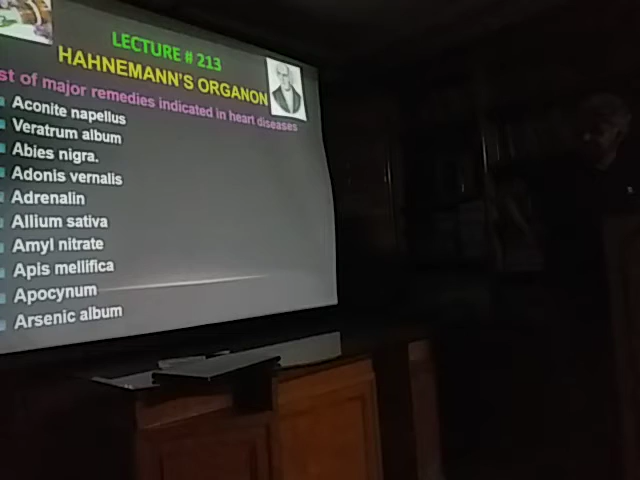 LECTURE # 213
HAHNEMANN'S ORGANON
st of major remedies indicated in heart diseases
Aconite napellus
Veratrum album
Abies nigra.
Adonis vernalis
Adrenalin
Allium sativa
Amyl nitrate
Apis mellifica
Apocynum
Arsenic album